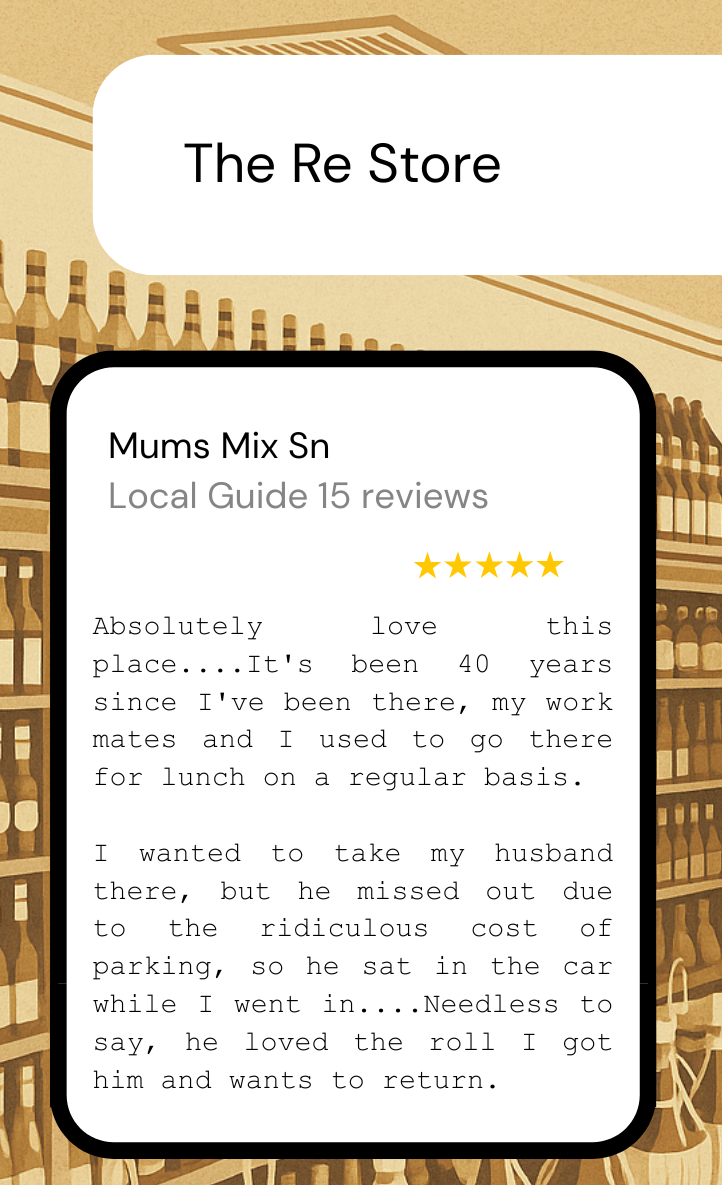 The Re Store
Mums Mix Sn
Local Guide 15 reviews
★★★★★
Absolutely love this
place....It's been 40 years
since I've been there, my work
mates and I used to go there
for lunch on a regular basis.
I wanted to take my husband
there, but he missed out due
to the ridiculous cost of
parking, so he sat in the car
while I went in....Needless to
say, he loved the roll I got
him and wants to return.